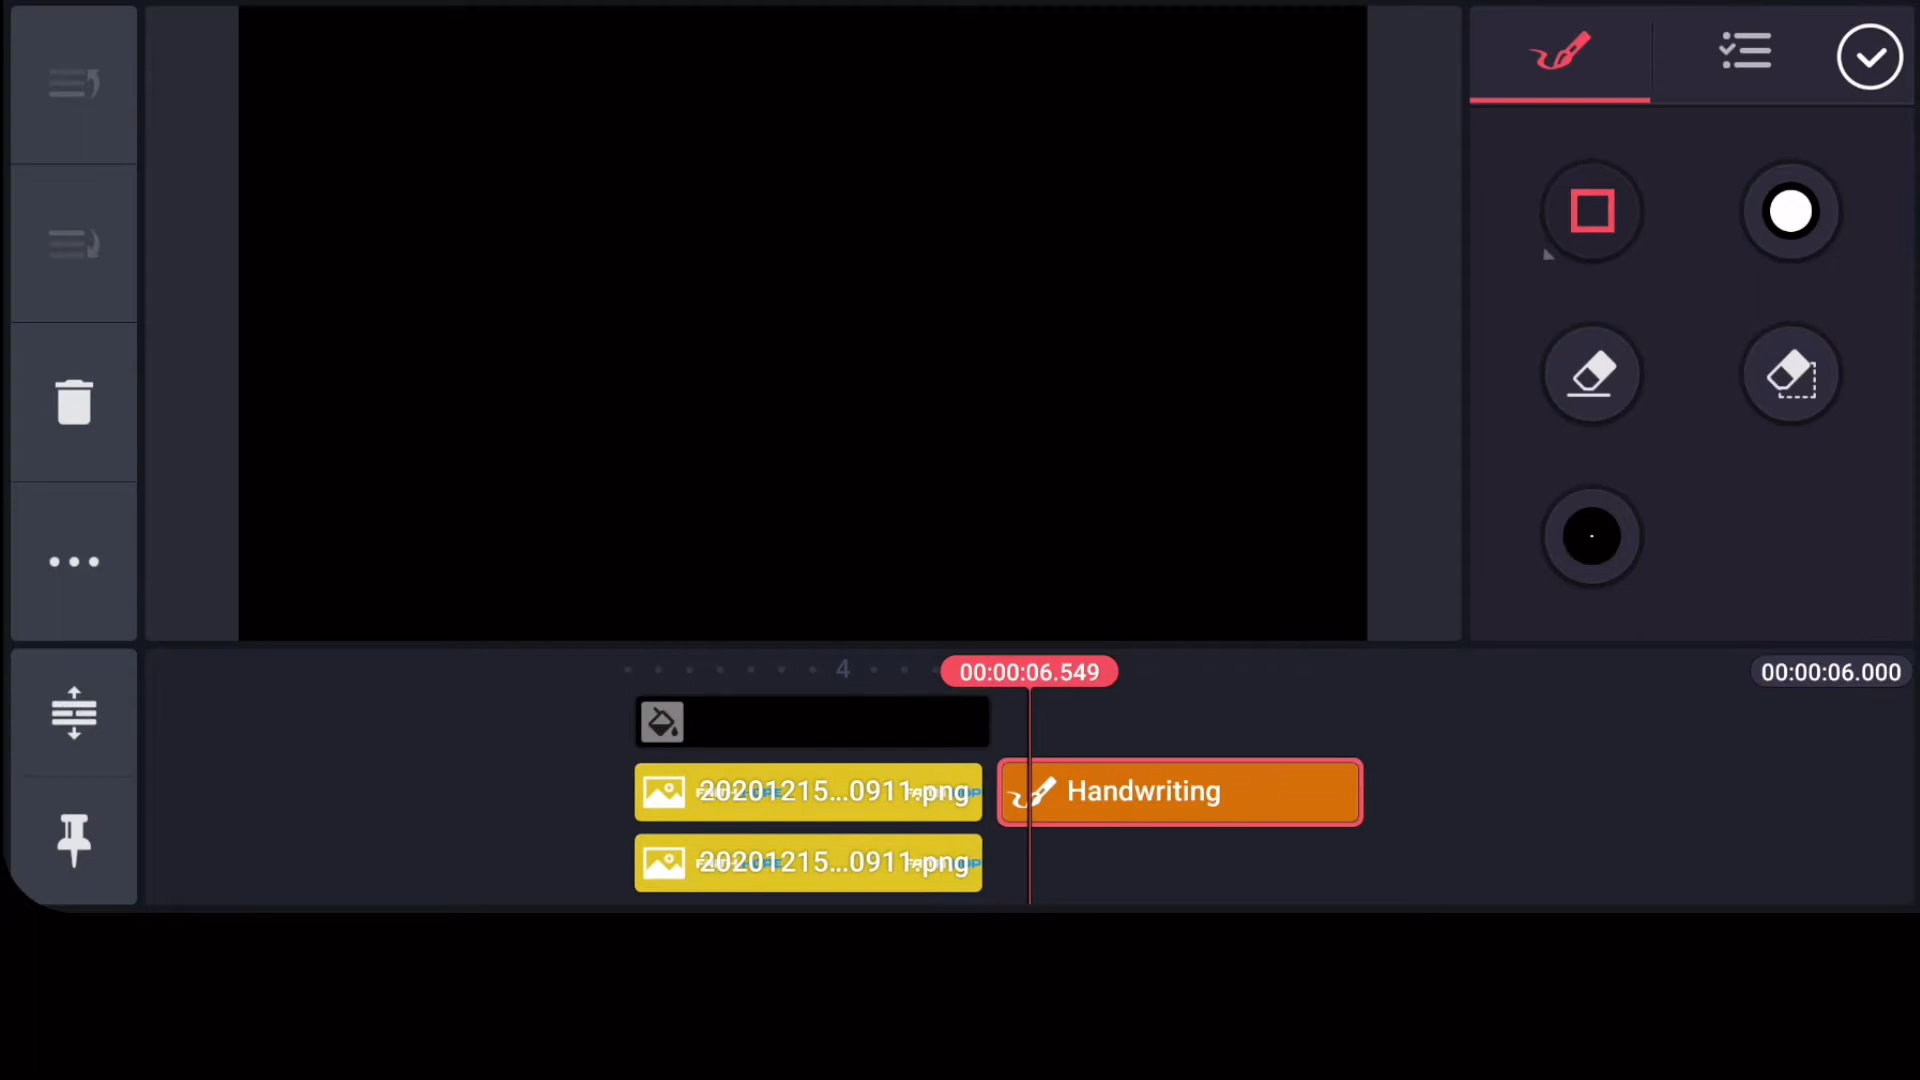 4
00:00:06.549
00:00:06.000
20201215...0911.png
Handwriting
20201215...0911.png